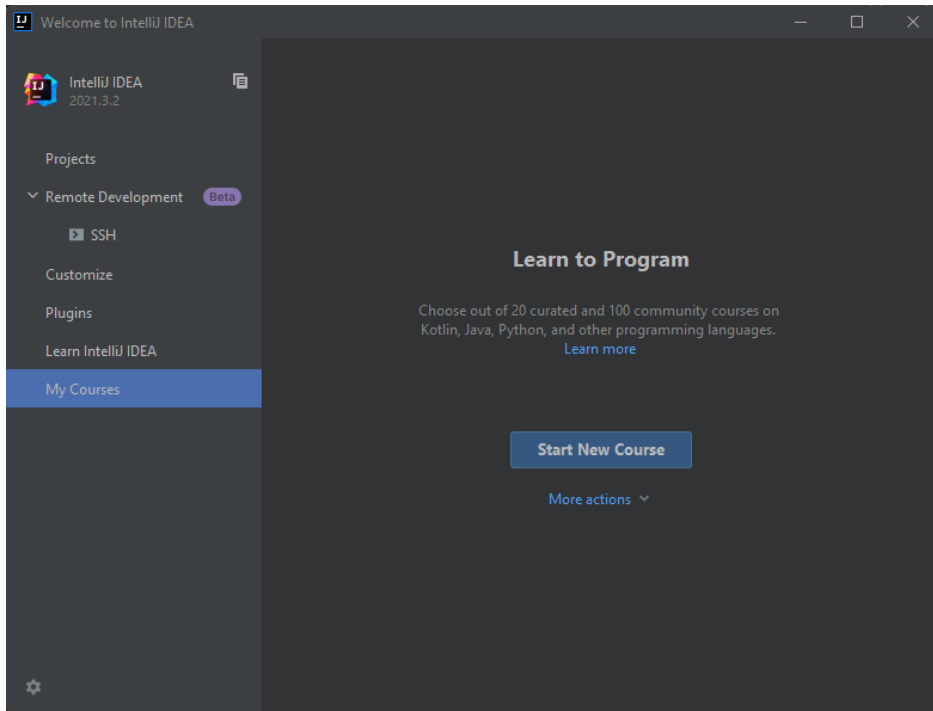 Welcome to IntelliJ IDEA
IntelliJ IDEA
2021.3.2
Projects
Remote Development Beta
SSH
Customize
Plugins
Learn IntelliJ IDEA
My Courses
Learn to Program
Choose out of 20 curated and 100 community courses on
Kotlin, Java, Python, and other programming languages.
Learn more
Start New Course
More actions